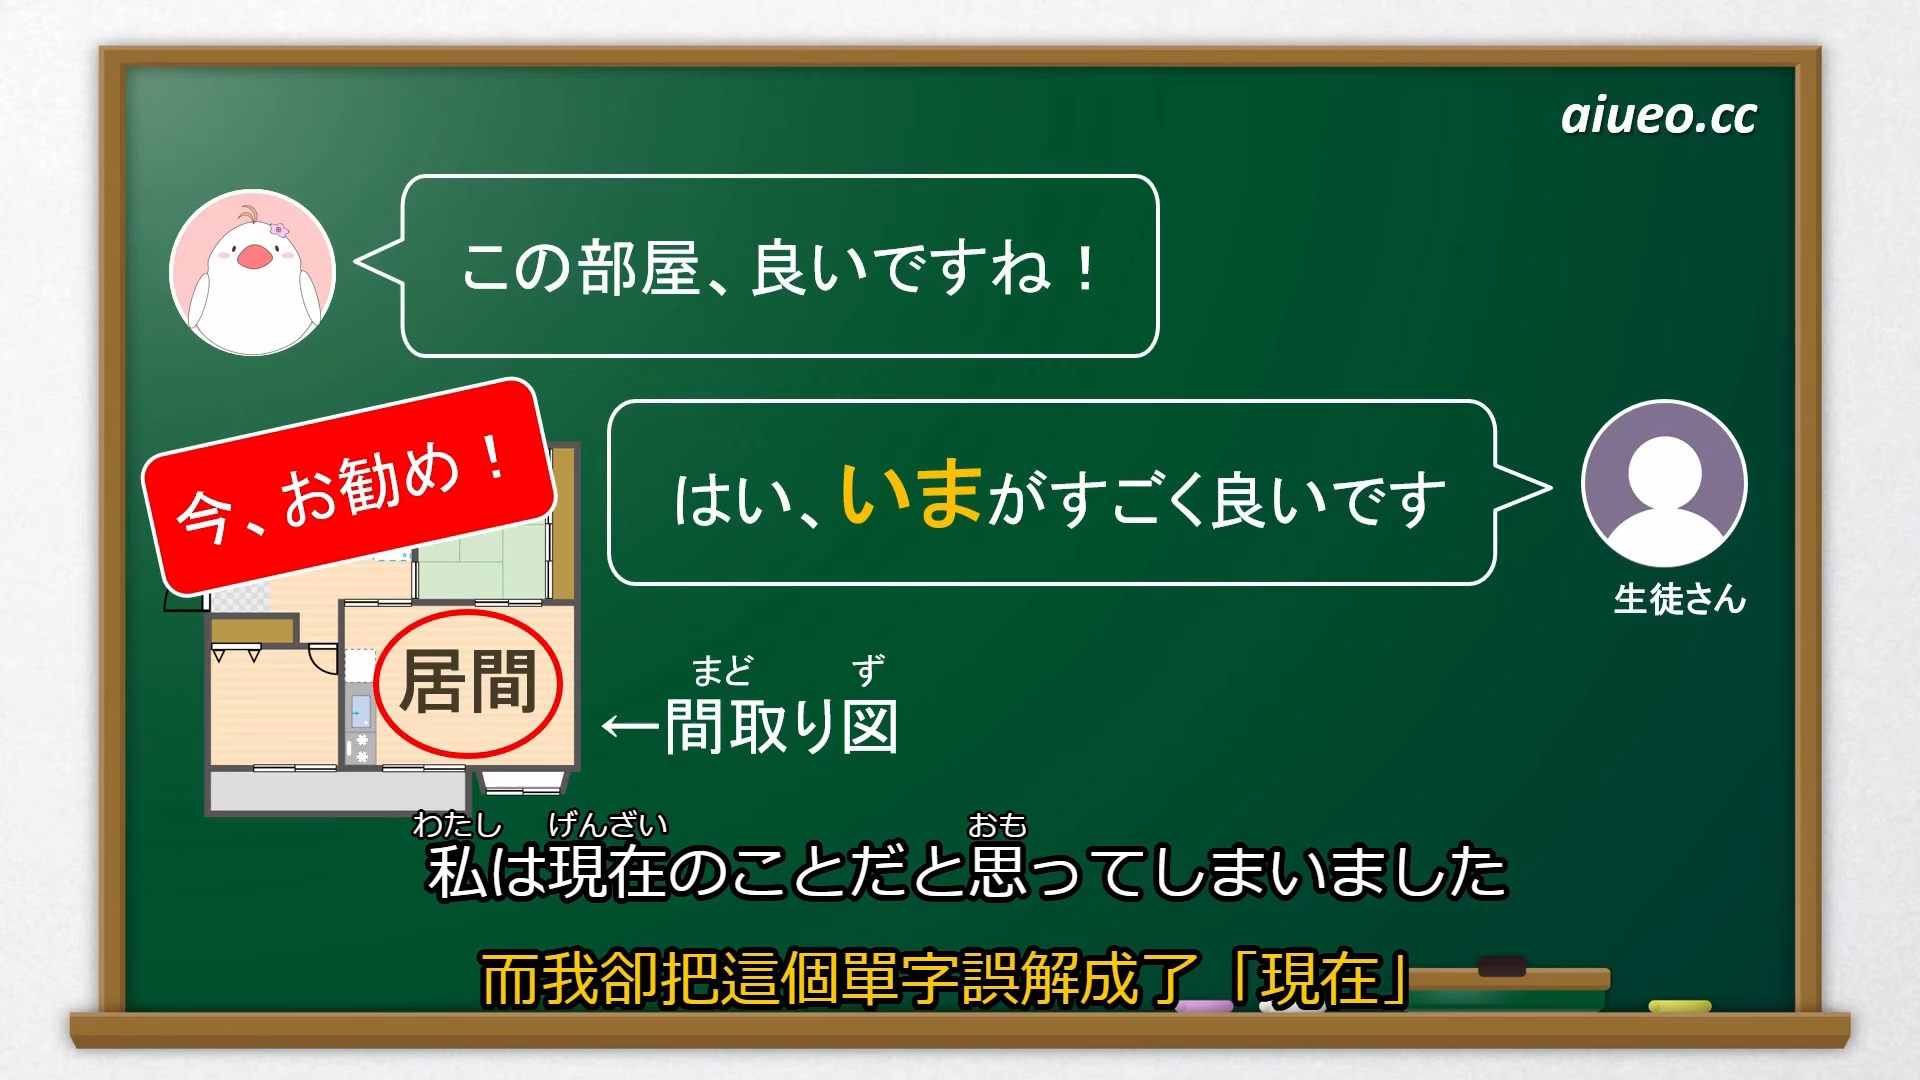 aiueo.cc
この部屋、良いですね！
今、お勧め！
はい、いまがすごく良いです
生徒さん
居間
まど ず
←間取り図
わたし げんざい おも
私は現在のことだと思ってしまいました
而我卻把這個單字誤解成了「現在」